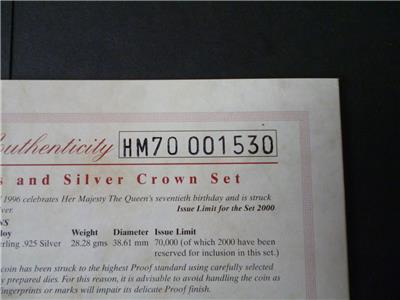 Authenticity HM70 001530
s and Silver Crown Set
1996 celebrates Her Majesty The Queen's seventieth birthday and is struck
lver. Issue Limit for the Set 2000
NS
loy Weight Diameter Issue Limit
erling .925 Silver 28.28 gms 38.61 mm 70,000 (of which 2000 have been
reserved for inclusion in this set.)
coin has been struck to the highest Proof standard using carefully selected
y prepared dies. For this reason, it is advisable to avoid handling the coin as
fingerprints or marks will impair its delicate Proof finish.